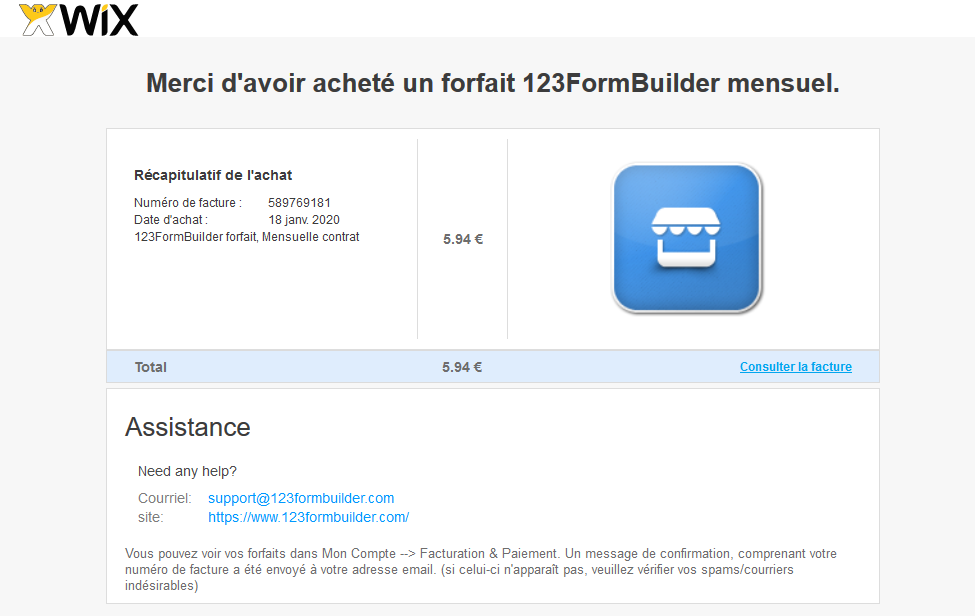 WiX
Merci d'avoir acheté un forfait 123FormBuilder mensuel.
Récapitulatif de l'achat
Numéro de facture : 589769181
Date d'achat : 18 janv. 2020
123FormBuilder forfait, Mensuelle contrat
5.94 €
Total 5.94 € Consulter la facture
Assistance
Need any help?
Courriel: support@123formbuilder.com
site: https://www.123formbuilder.com/
Vous pouvez voir vos forfaits dans Mon Compte --> Facturation & Paiement. Un message de confirmation, comprenant votre
numéro de facture a été envoyé à votre adresse email. (si celui-ci n'apparaît pas, veuillez vérifier vos spams/courriers
indésirables)